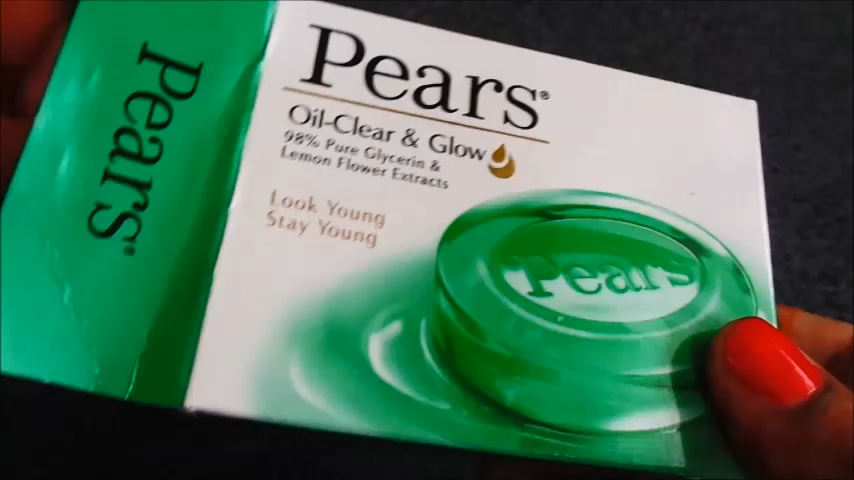 Pears
Pears®
Oil-Clear & Glow
98% Pure Glycerin &
Lemon Flower Extracts
Look Young
Stay Young
Pears